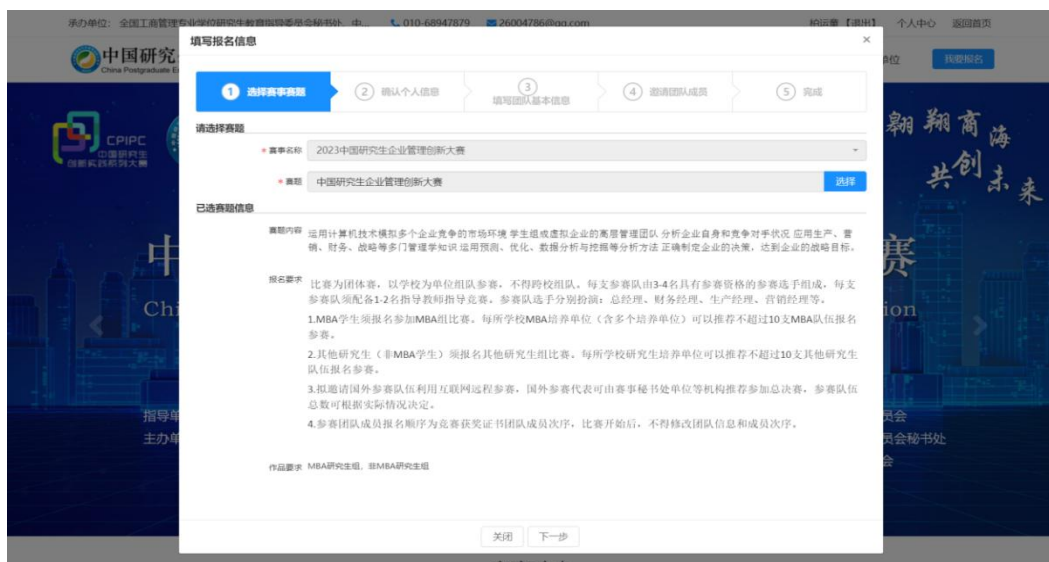 承办单位： 全国工商管理专业学位研究生教育指导委员会秘书处、中... 010-68947879 26004786@qq.com 【退出】 个人中心 返回首页
中国研究
China Postgraduate E
单位 我要报名
填写报名信息 ×
1 选择赛事赛题 2 确认个人信息 3 填写团队基本信息 4 邀请团队成员 5 完成
请选择赛题
* 赛事名称 2023中国研究生企业管理创新大赛
* 赛题 中国研究生企业管理创新大赛 选择
已选赛题信息
赛题内容 运用计算机技术模拟多个企业竞争的市场环境 学生组成虚拟企业的高层管理团队 分析企业自身和竞争对手状况 应用生产、营
销、财务、战略等多门管理学知识 运用预测、优化、数据分析与挖掘等分析方法 正确制定企业的决策，达到企业的战略目标。
报名要求 比赛为团体赛，以学校为单位组队参赛，不得跨校组队。每支参赛队由3-4名具有参赛资格的参赛选手组成，每支
参赛队须配备1-2名指导教师指导竞赛。参赛队选手分别扮演：总经理、财务经理、生产经理、营销经理等。
1.MBA学生须报名参加MBA组比赛。每所学校MBA培养单位（含多个培养单位）可以推荐不超过10支MBA队伍报名
参赛。
2.其他研究生（非MBA学生）须报名其他研究生组比赛。每所学校研究生培养单位可以推荐不超过10支其他研究生
队伍报名参赛。
3.拟邀请国外参赛队伍利用互联网远程参赛，国外参赛代表可由赛事秘书处单位等机构推荐参加总决赛，参赛队伍
总数可根据实际情况决定。
4.参赛团队成员报名顺序为竞赛获奖证书团队成员次序，比赛开始后，不得修改团队信息和成员次序。
作品要求 MBA研究生组，非MBA研究生组
关闭 下一步
CPIPC
中国研究生
创新实践系列大赛
翱翔商海
共创未来
中 赛
Chi ion
指导单 员会
主办单 员会秘书处
会